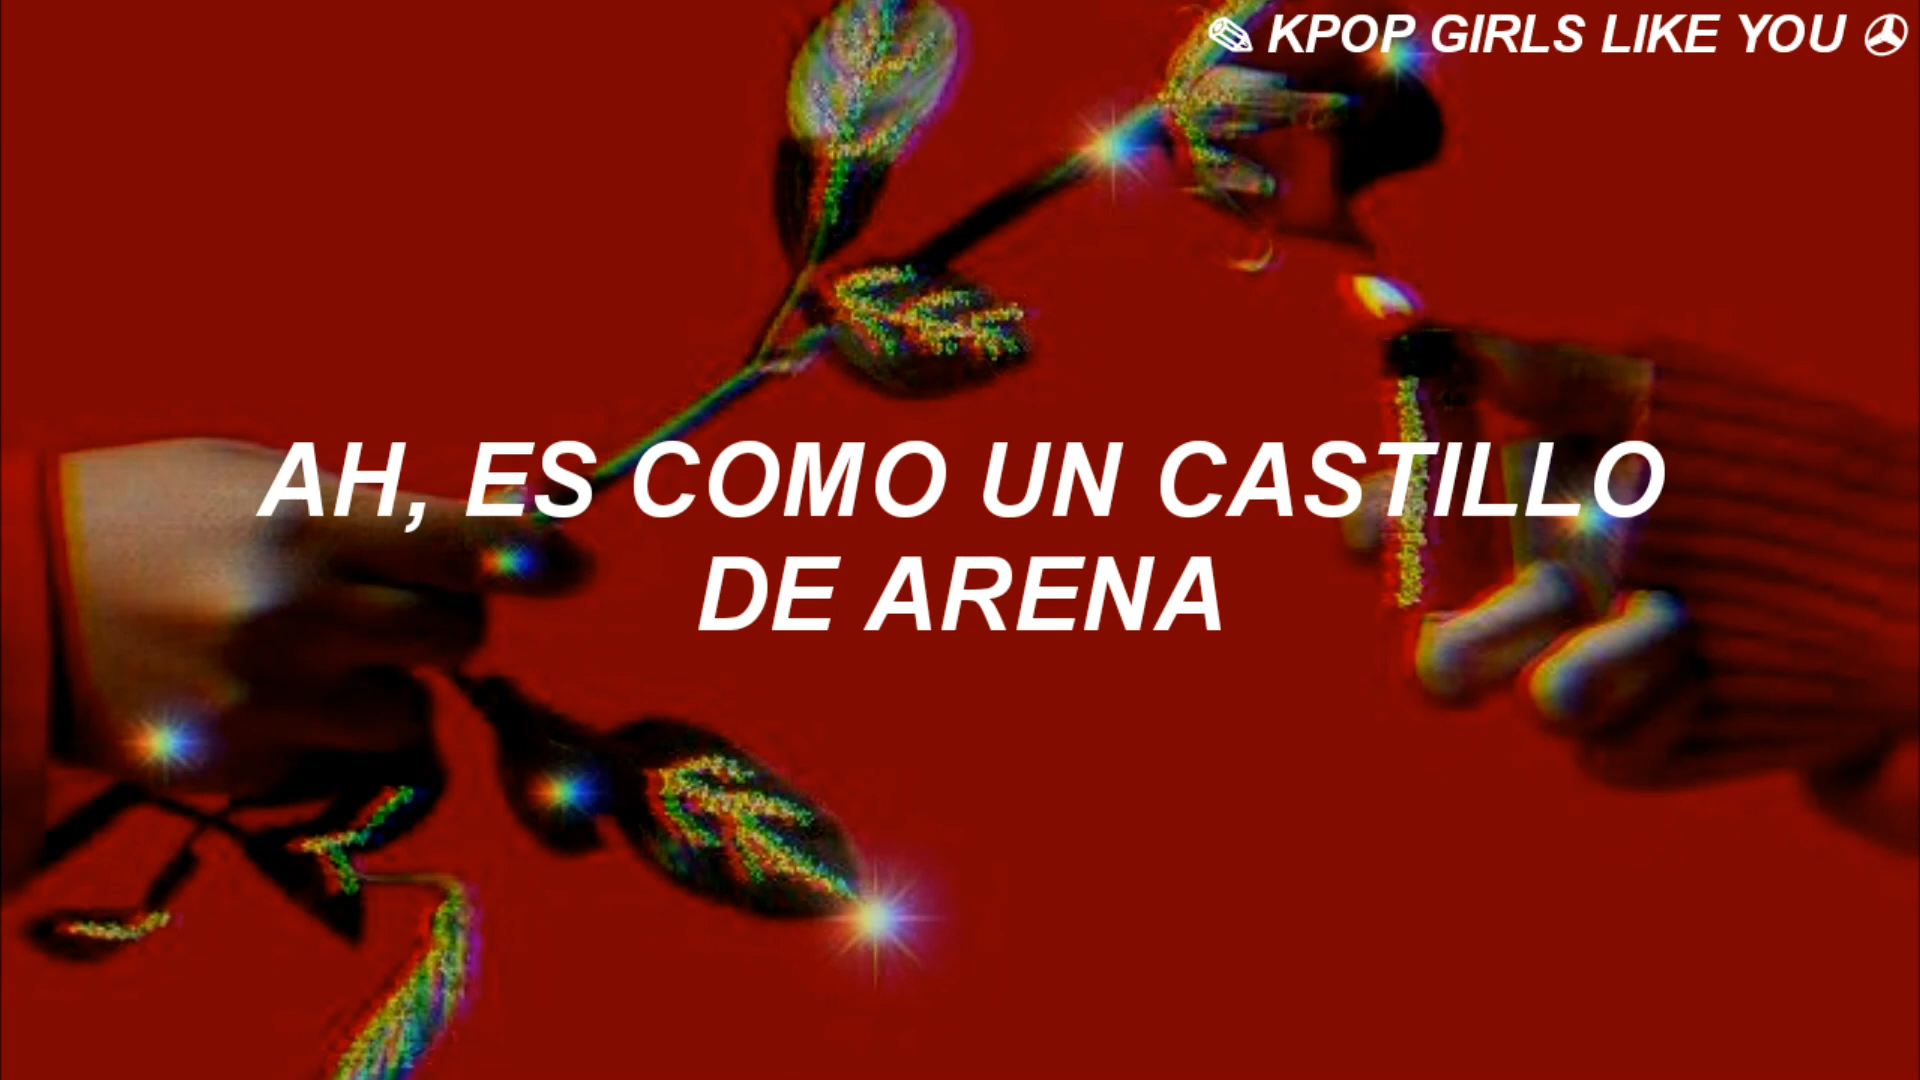 ✎ KPOP GIRLS LIKE YOU ✇
AH, ES COMO UN CASTILLO
DE ARENA